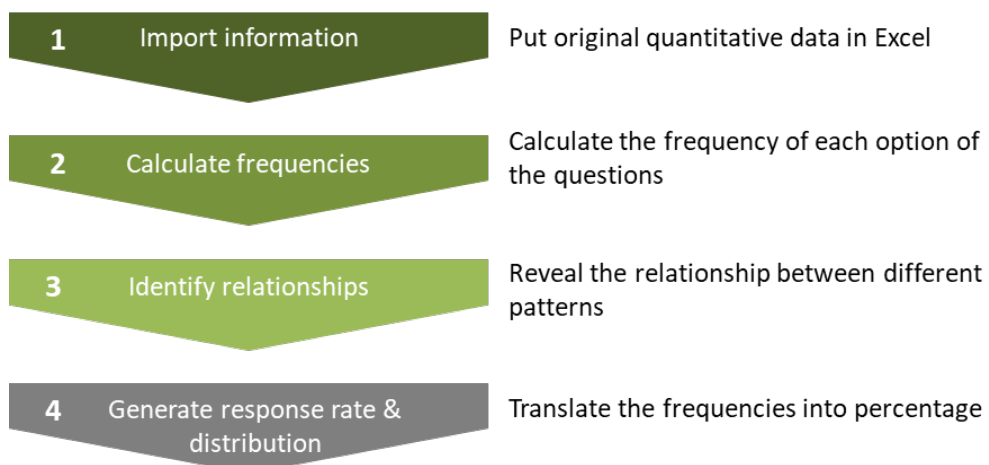 1 Import information
Put original quantitative data in Excel
2 Calculate frequencies
Calculate the frequency of each option of
the questions
3 Identify relationships
Reveal the relationship between different
patterns
4 Generate response rate &
distribution
Translate the frequencies into percentage